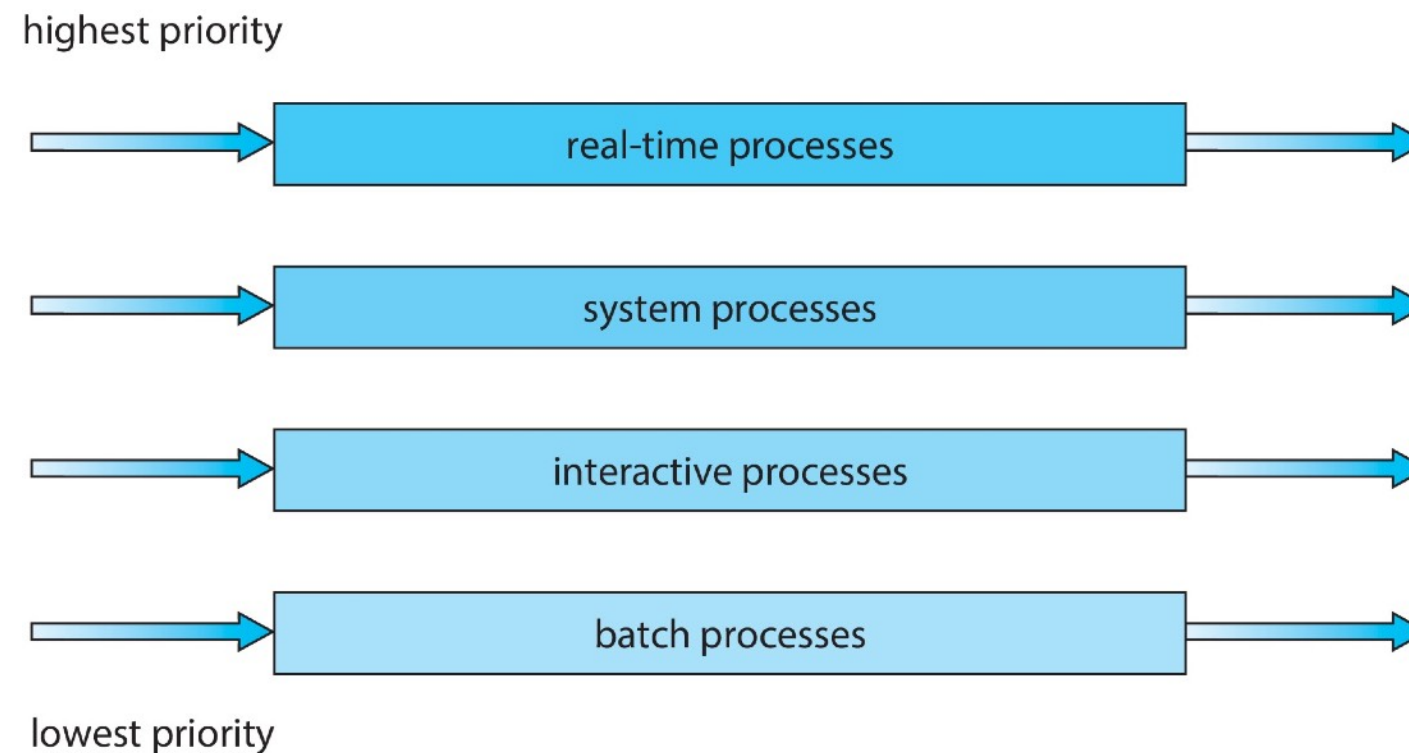 highest priority
real-time processes
system processes
interactive processes
batch processes
lowest priority